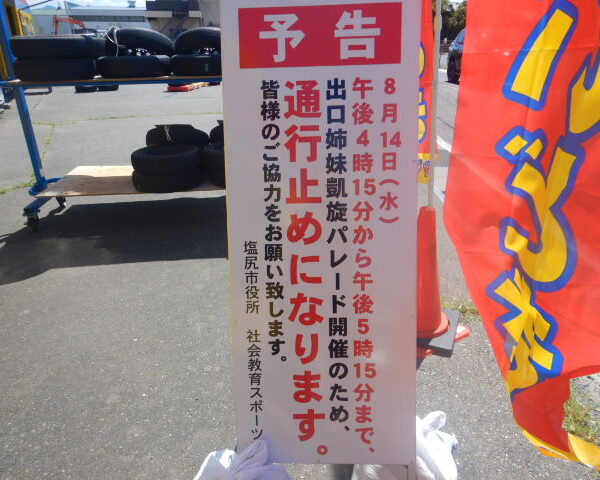 予告
8月14日(水)
午後4時15分から午後5時15分まで、
出口姉妹凱旋パレード開催のため、
通行止めになります。
皆様のご協力をお願い致します。
塩尻市役所 社会教育スポーツ